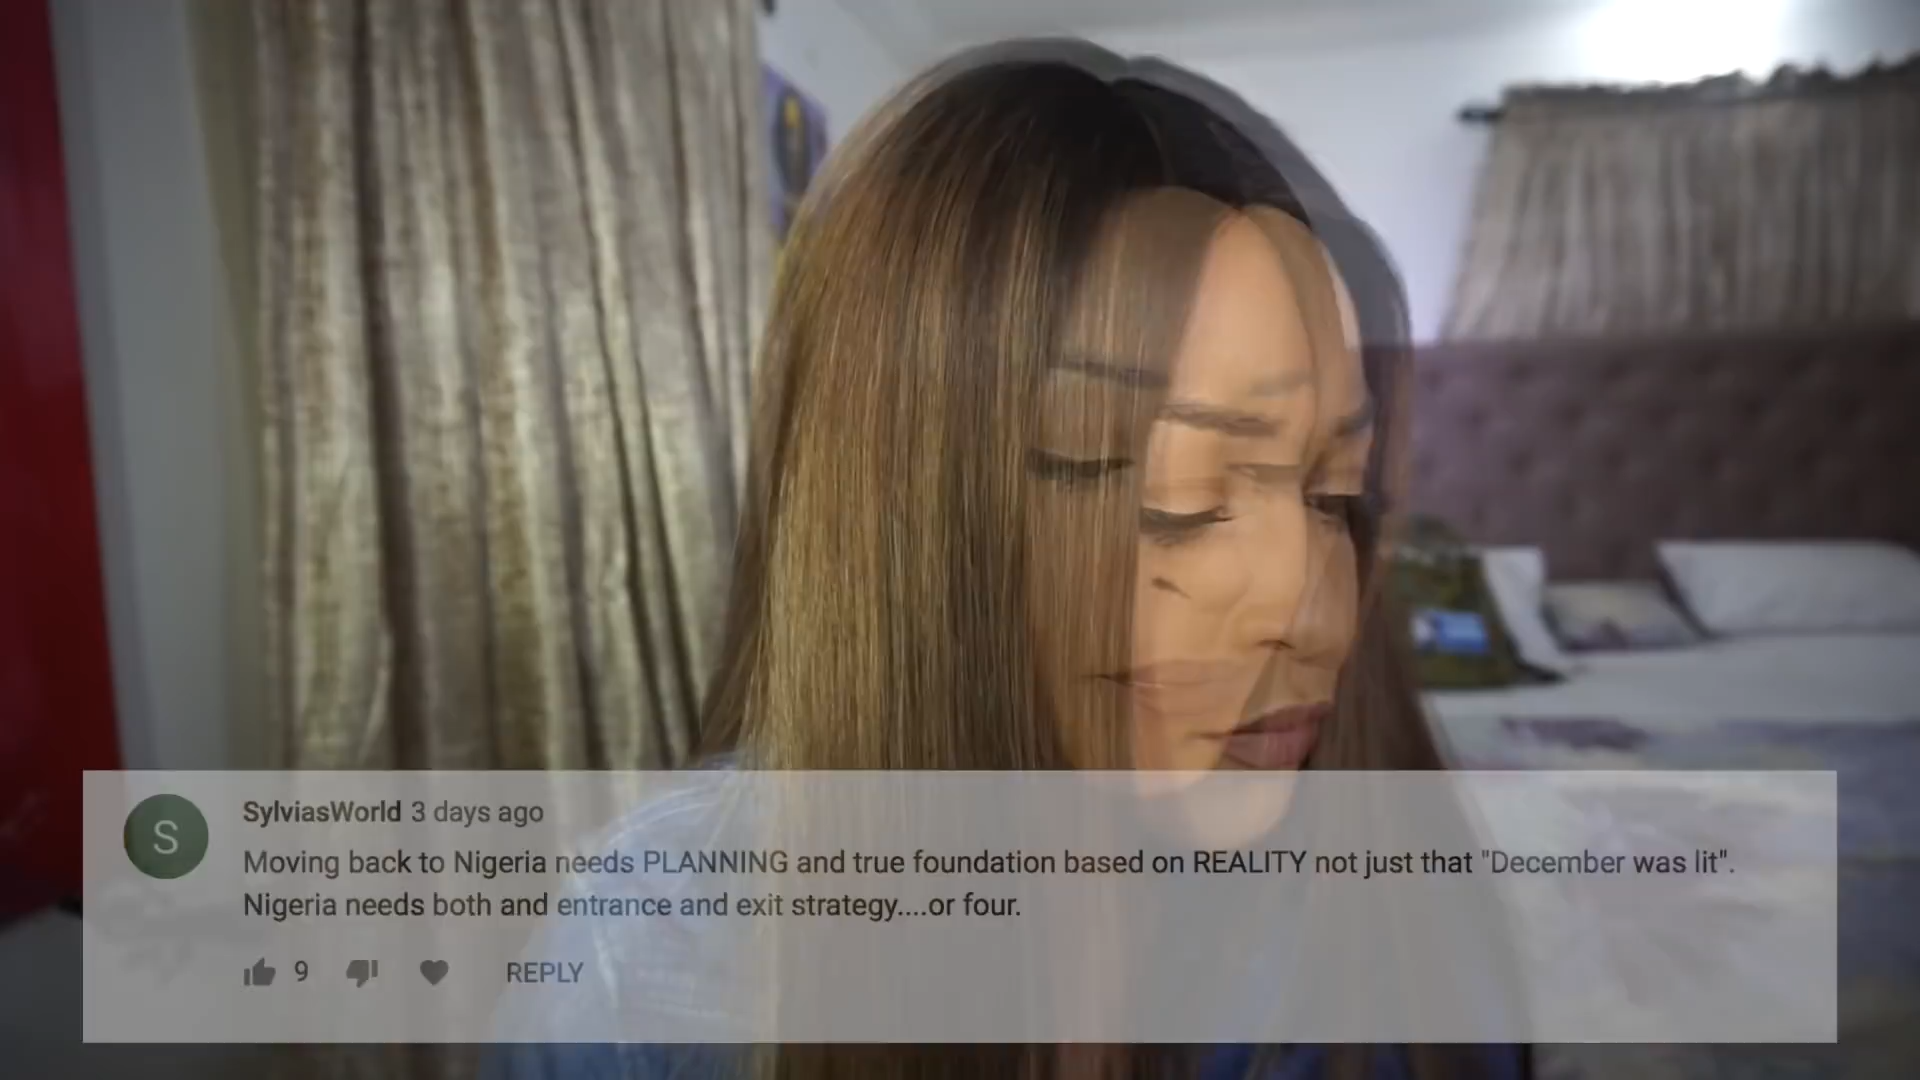 S
SylviasWorld 3 days ago
Moving back to Nigeria needs PLANNING and true foundation based on REALITY not just that "December was lit".
Nigeria needs both and entrance and exit strategy....or four.
9
REPLY